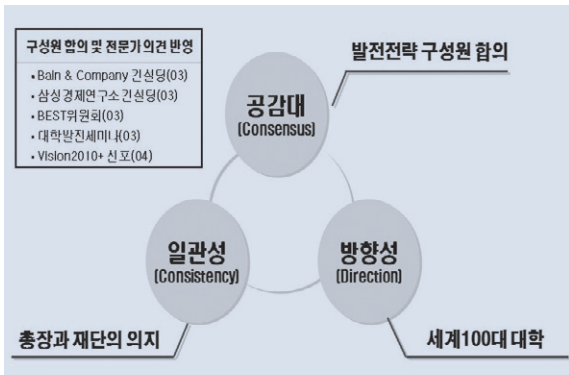 구성원 합의 및 전문가 의견 반영
• Bain & Company 컨설팅(03)
• 삼성경제연구소 컨설팅(03)
• BEST위원회(03)
• 대학발전세미나(03)
• Vision2010+ 선포(04)
발전전략 구성원 합의
공감대
(Consensus)
일관성
(Consistency)
방향성
(Direction)
총장과 재단의 의지
세계100대 대학